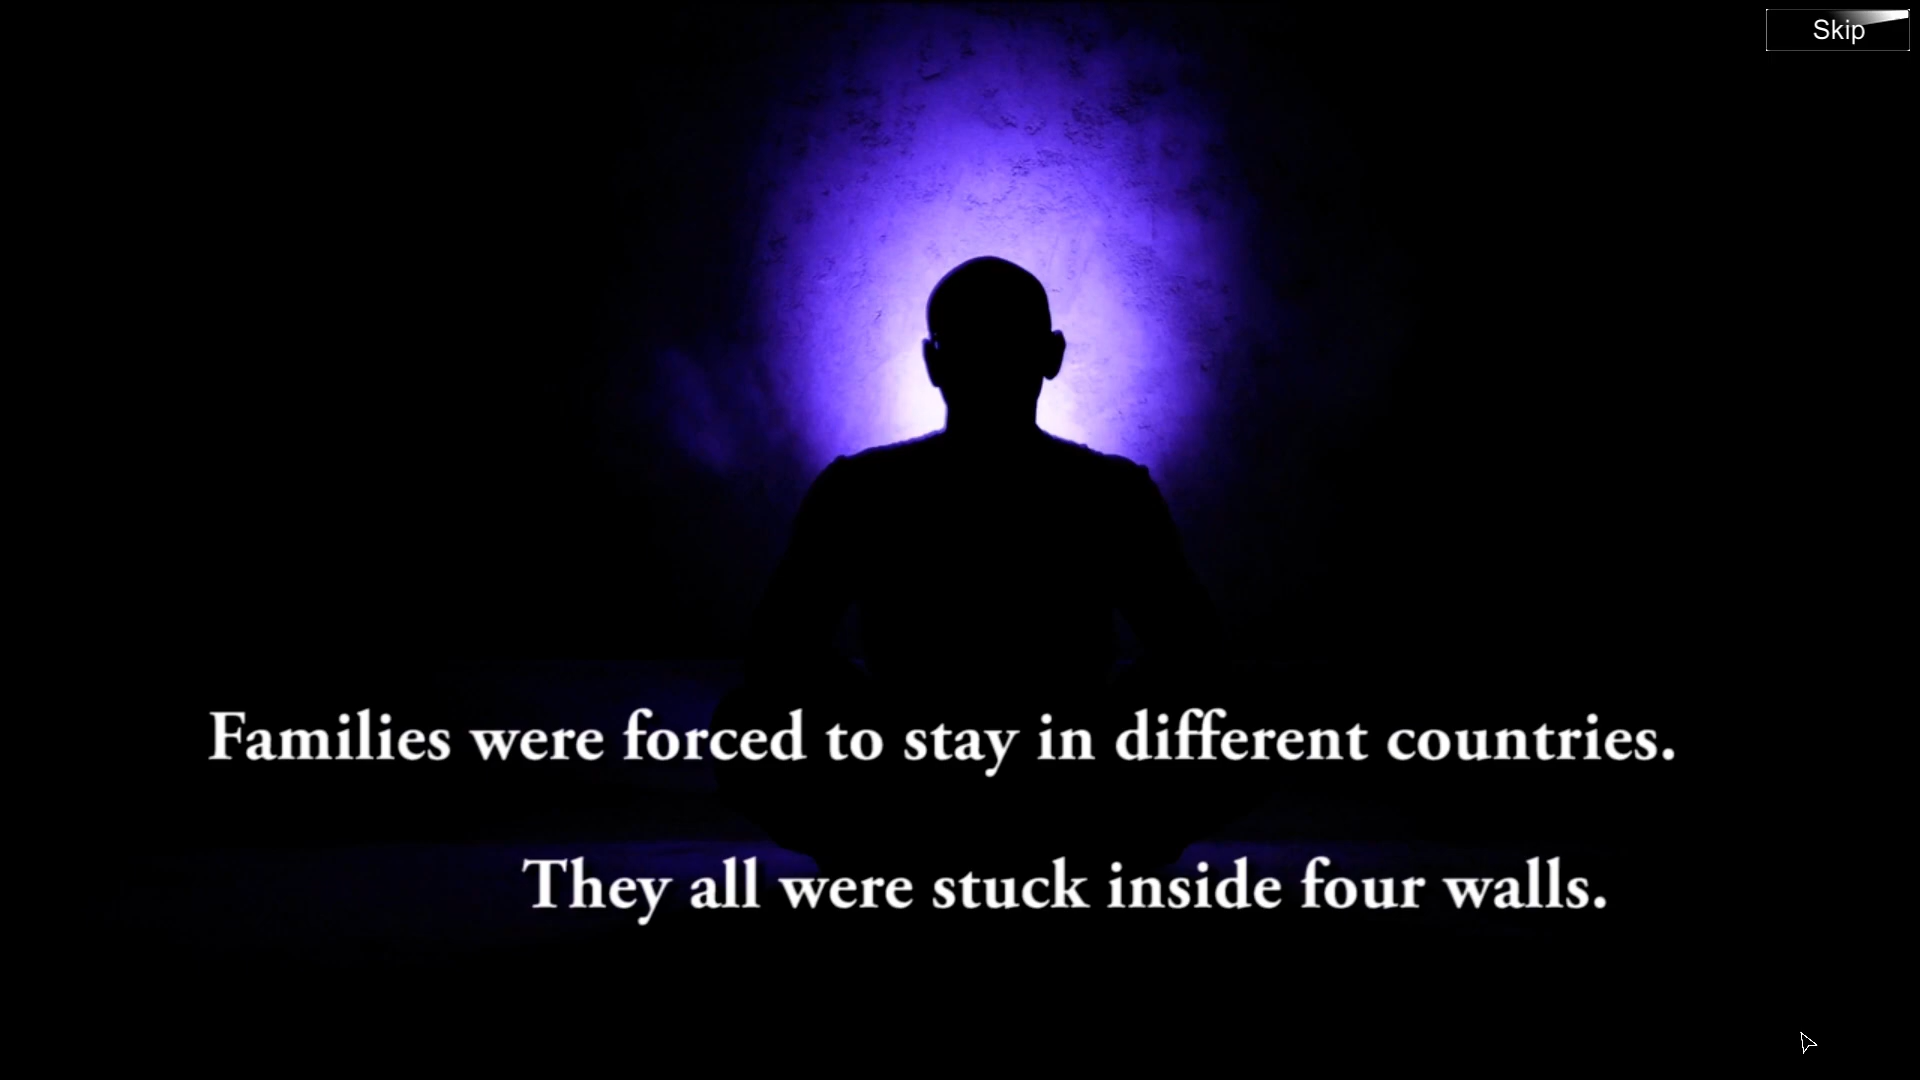 Skip
Families were forced to stay in different countries.
They all were stuck inside four walls.